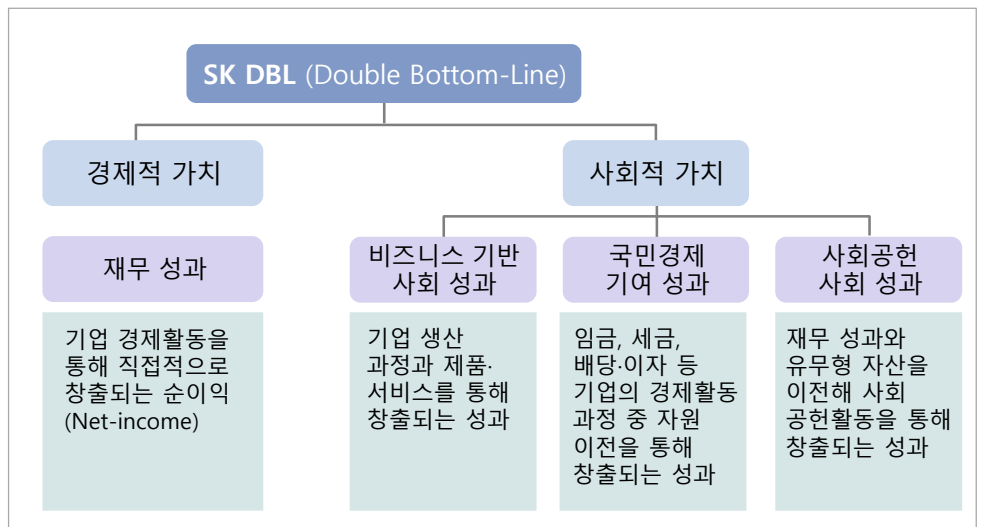 SK DBL (Double Bottom-Line)
경제적 가치
사회적 가치
재무 성과
비즈니스 기반
사회 성과
국민경제
기여 성과
사회공헌
사회 성과
기업 경제활동을
통해 직접적으로
창출되는 순이익
(Net-income)
기업 생산
과정과 제품·
서비스를 통해
창출되는 성과
임금, 세금,
배당·이자 등
기업의 경제활동
과정 중 자원
이전을 통해
창출되는 성과
재무 성과와
유무형 자산을
이전해 사회
공헌활동을 통해
창출되는 성과